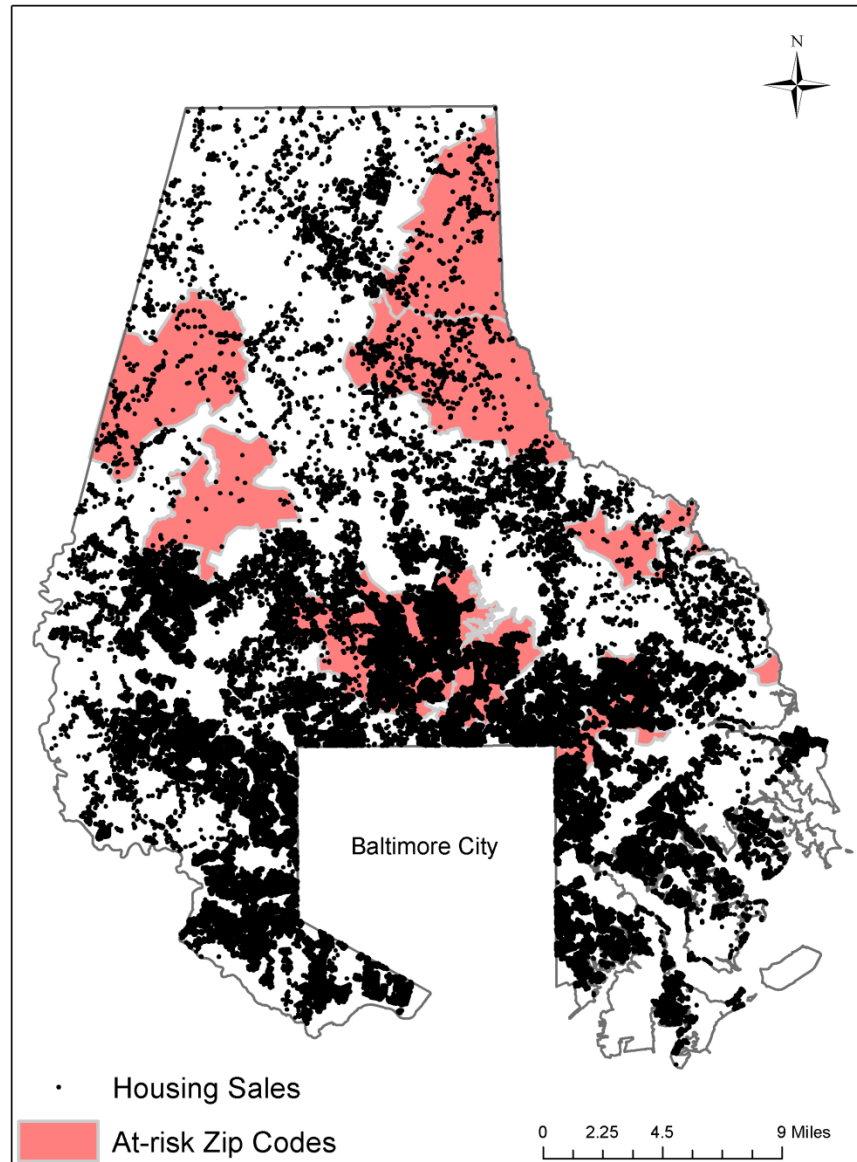 N
Baltimore City
Housing Sales
At-risk Zip Codes
0 2.25 4.5 9 Miles